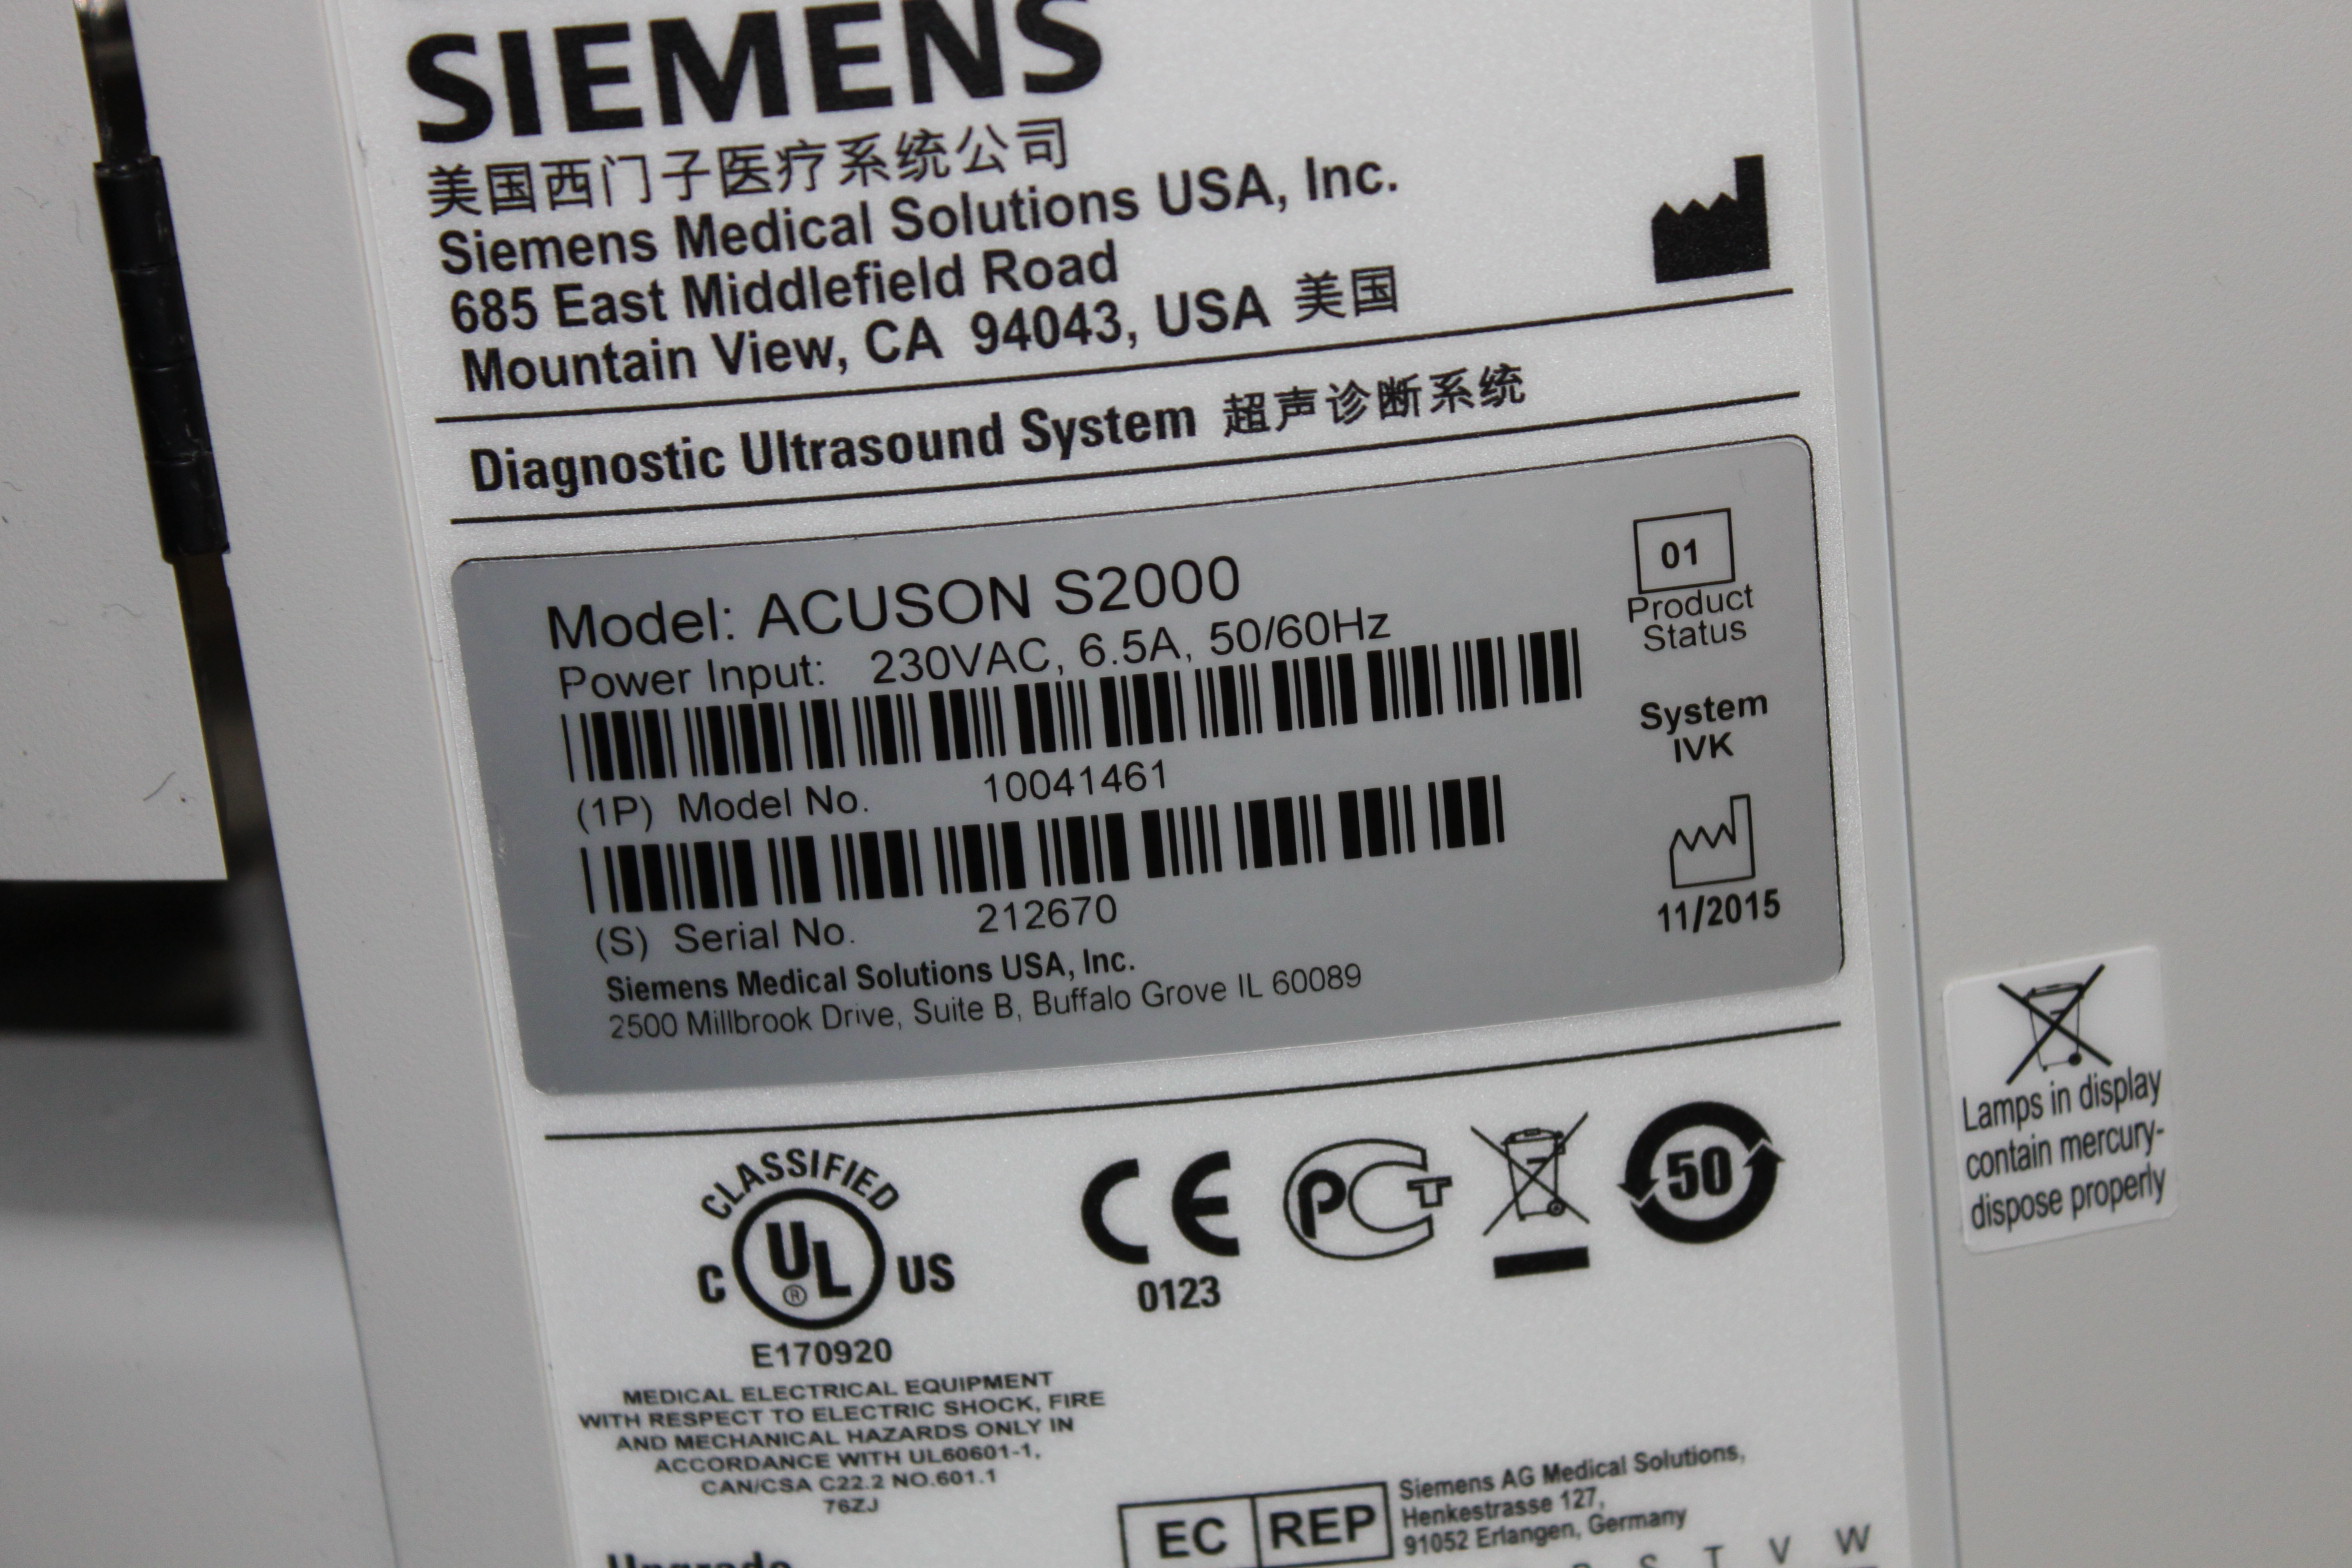 SIEMENS
美国西门子医疗系统公司
Siemens Medical Solutions USA, Inc.
685 East Middlefield Road
Mountain View, CA 94043, USA 美国
Diagnostic Ultrasound System 超声诊断系统
Model: ACUSON S2000
Power Input: 230VAC, 6.5A, 50/60Hz
(1P) Model No. 10041461
(S) Serial No. 212670
Siemens Medical Solutions USA, Inc.
2500 Millbrook Drive, Suite B, Buffalo Grove IL 60089
01
Product
Status
System
IVK
11/2015
Lamps in display
contain mercury-
dispose properly
CLASSIFIED
C UL ® US
E170920
MEDICAL ELECTRICAL EQUIPMENT
WITH RESPECT TO ELECTRIC SHOCK, FIRE
AND MECHANICAL HAZARDS ONLY IN
ACCORDANCE WITH UL60601-1,
CAN/CSA C22.2 NO.601.1
76ZJ
CE
0123
PCT
50
EC REP
Siemens AG Medical Solutions,
Henkestrasse 127,
91052 Erlangen, Germany
Upgrade
S T V W